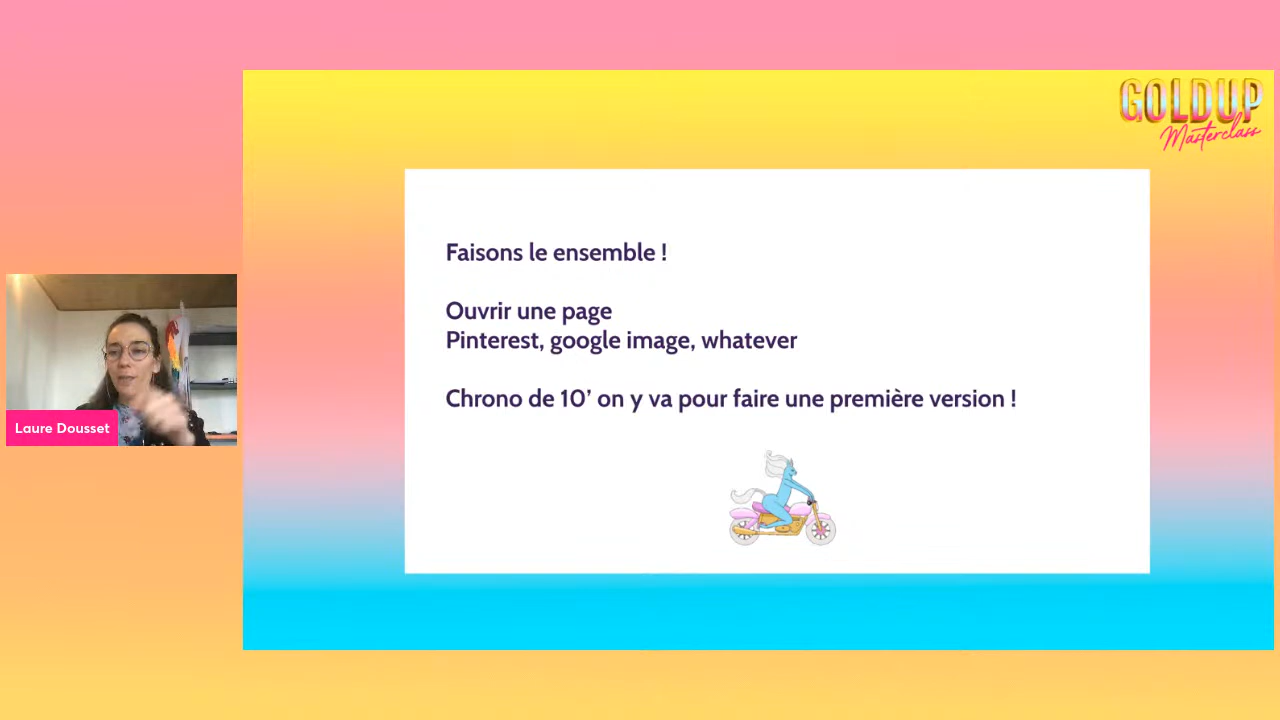 GOLDUP
Masterclass
Faisons le ensemble !
Ouvrir une page
Pinterest, google image, whatever
Chrono de 10’ on y va pour faire une première version !
Laure Dousset